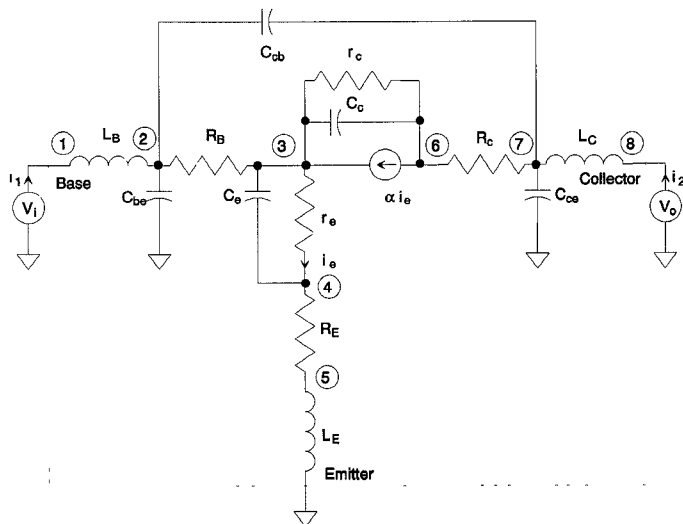 C_cb
r_c
C_c
1 L_B 2 R_B 3 6 R_c 7 L_C 8
i_1 Base Collector i_2
V_i C_be C_e α i_e C_ce V_o
r_e
i_e
4
R_E
5
L_E
Emitter